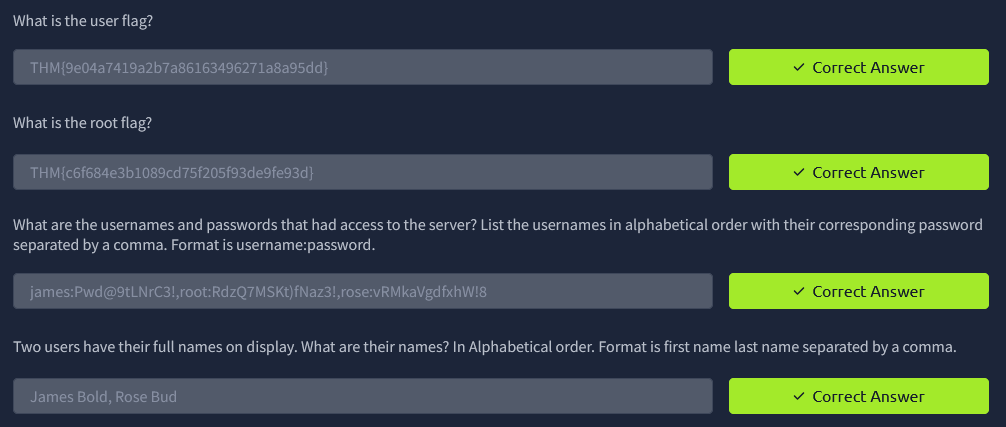 What is the user flag?
THM{9e04a7419a2b7a86163496271a8a95dd}
✓ Correct Answer
What is the root flag?
THM{c6f684e3b1089cd75f205f93de9fe93d}
✓ Correct Answer
What are the usernames and passwords that had access to the server? List the usernames in alphabetical order with their corresponding password
separated by a comma. Format is username:password.
james:Pwd@9tLNrC3!,root:RdzQ7MSKt)fNaz3!,rose:vRMkaVgdfxhW!8
✓ Correct Answer
Two users have their full names on display. What are their names? In Alphabetical order. Format is first name last name separated by a comma.
James Bold, Rose Bud
✓ Correct Answer